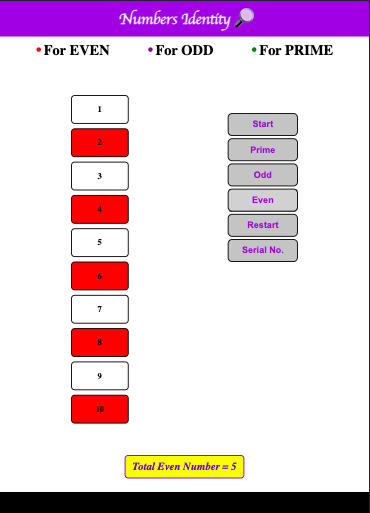 Numbers Identity
• For EVEN • For ODD • For PRIME
1
2
3
4
5
6
7
8
9
10
Start
Prime
Odd
Even
Restart
Serial No.
Total Even Number = 5